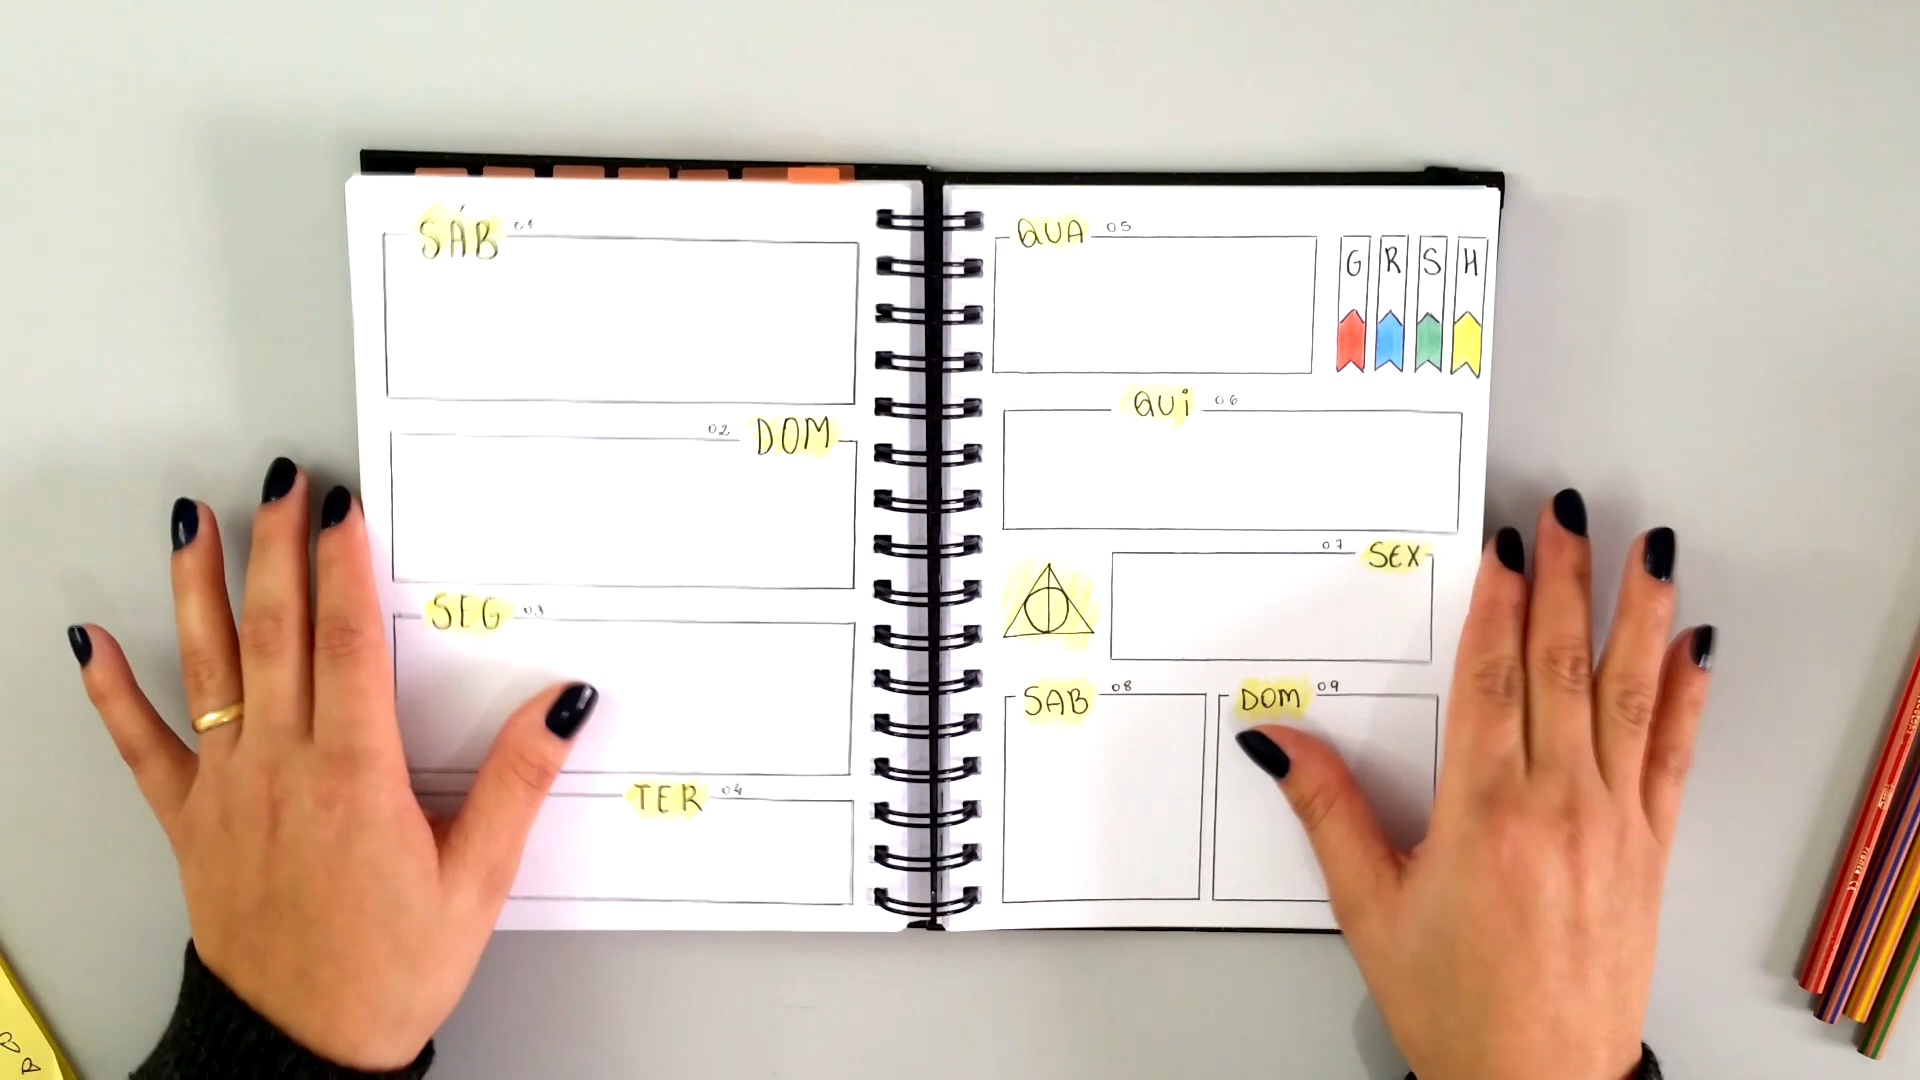 SÁB 01
02 DOM
SEG 03
TER 04
QUA 05
G R S H
QUi 06
07 SEX
SAB 08
DOM 09